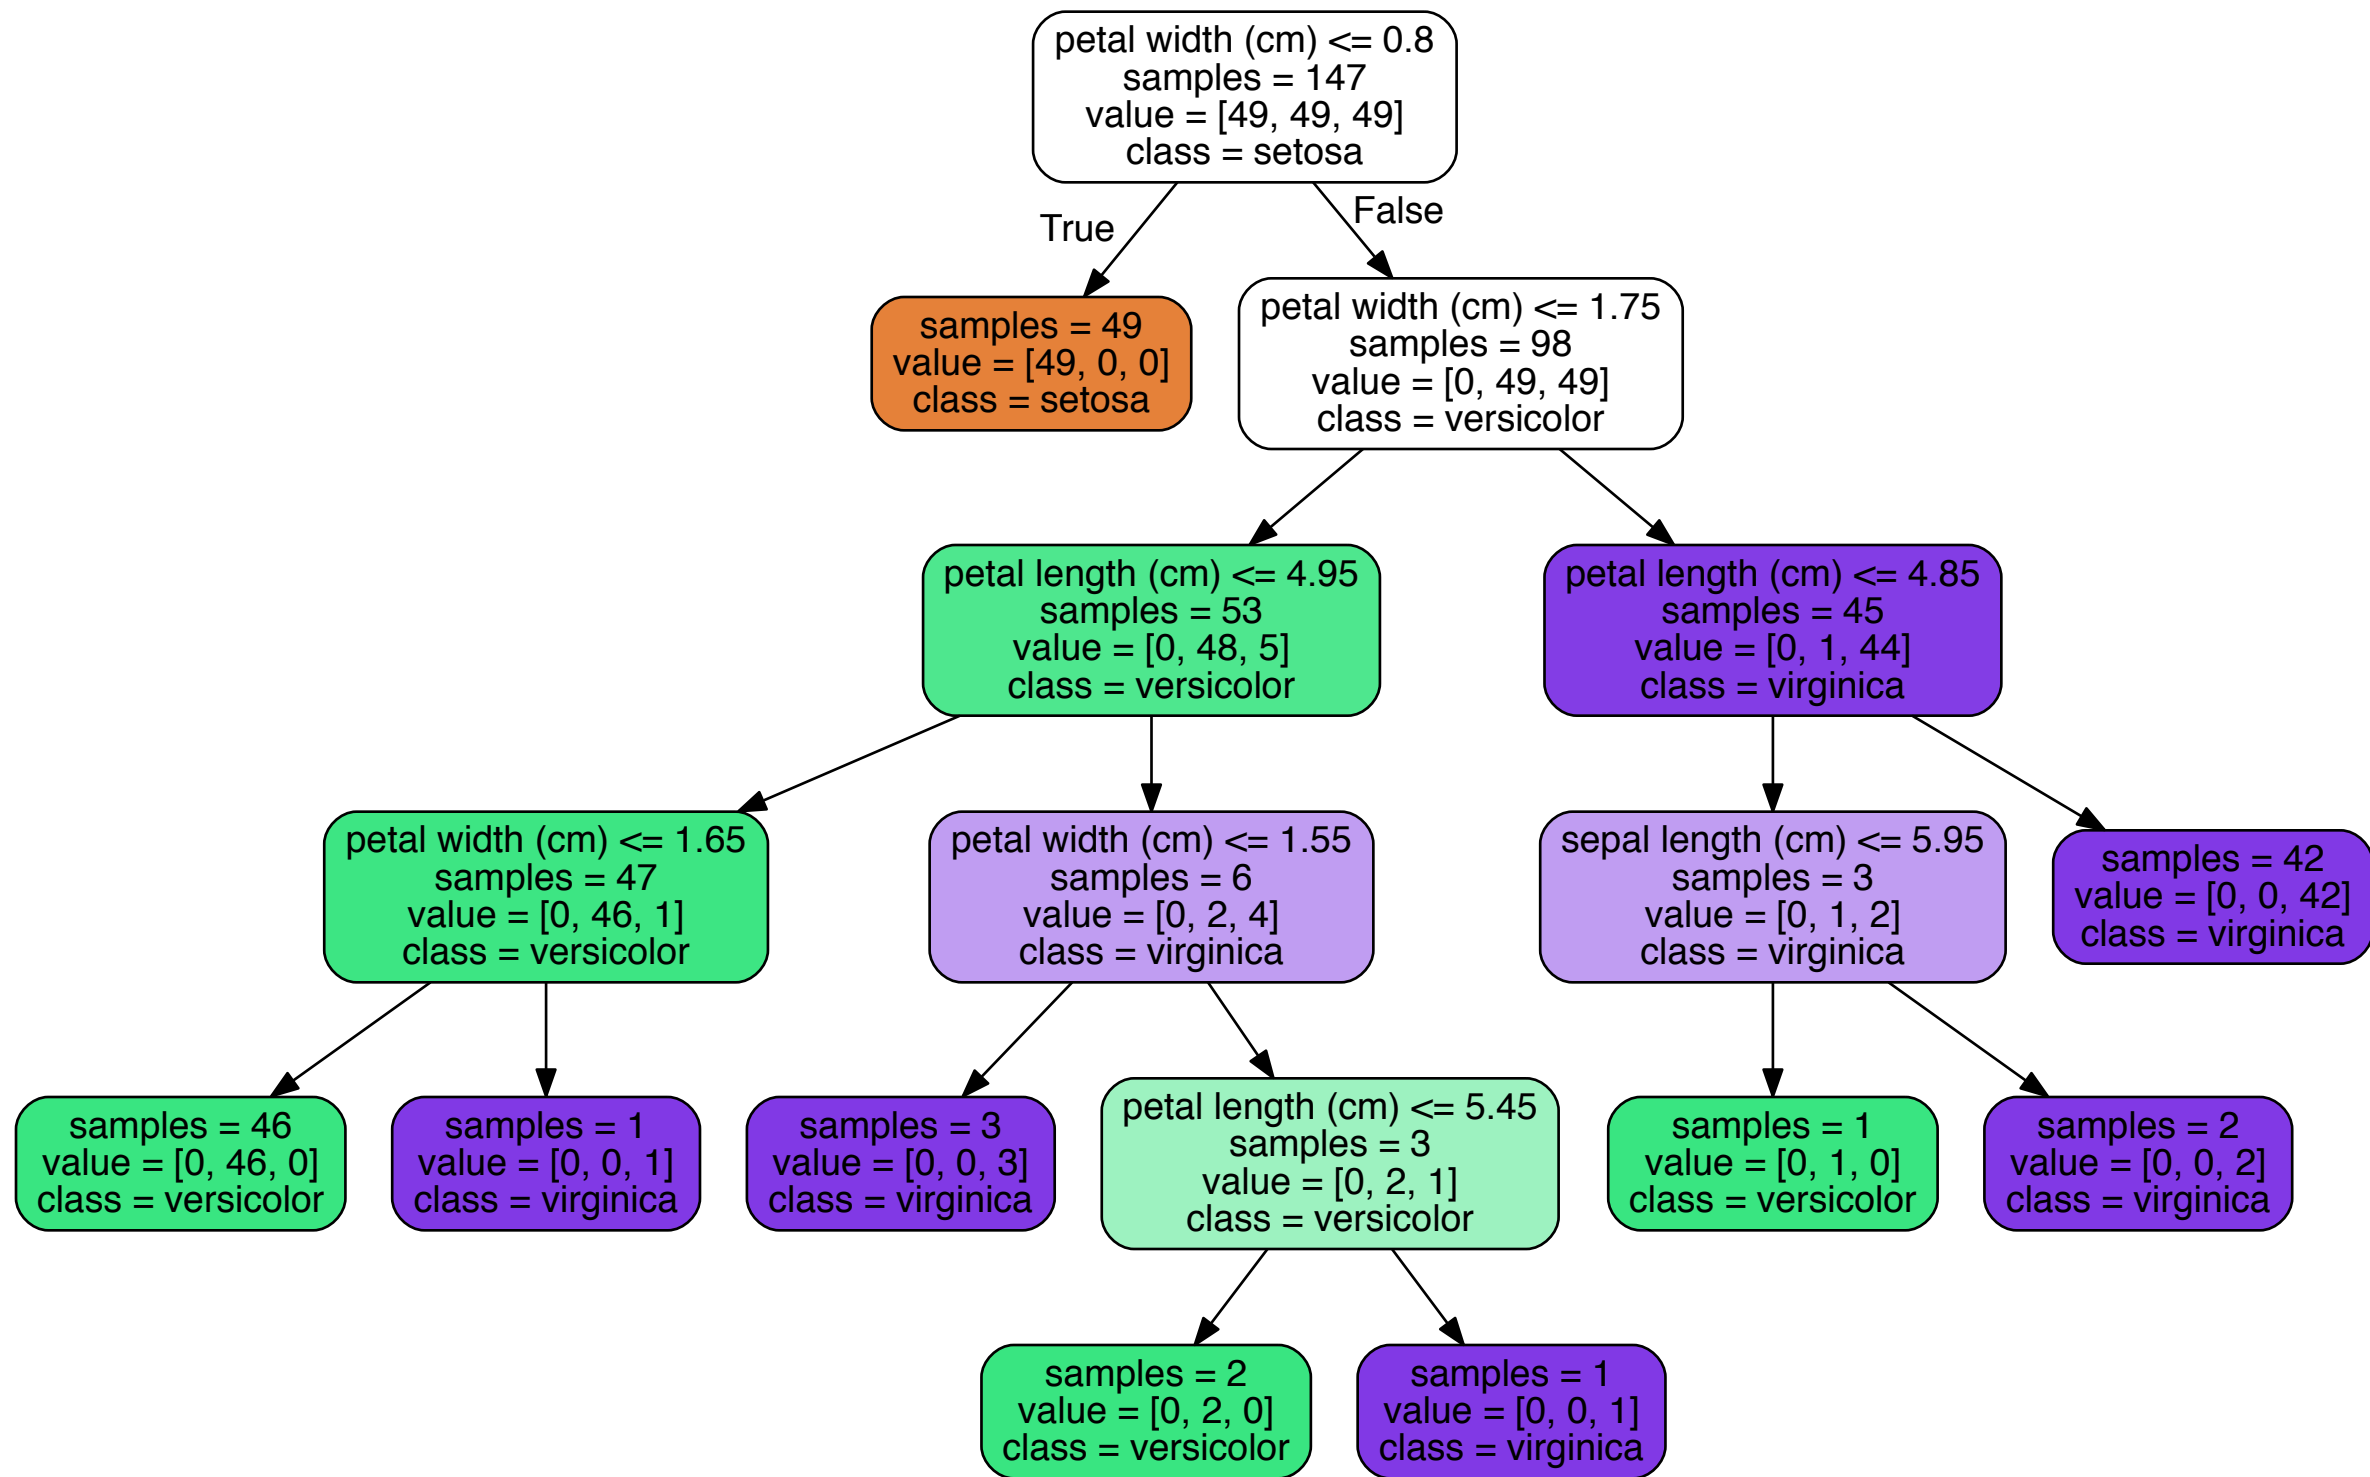 petal width (cm) <= 0.8
samples = 147
value = [49, 49, 49]
class = setosa
True
False
samples = 49
value = [49, 0, 0]
class = setosa
petal width (cm) <= 1.75
samples = 98
value = [0, 49, 49]
class = versicolor
petal length (cm) <= 4.95
samples = 53
value = [0, 48, 5]
class = versicolor
petal length (cm) <= 4.85
samples = 45
value = [0, 1, 44]
class = virginica
petal width (cm) <= 1.65
samples = 47
value = [0, 46, 1]
class = versicolor
petal width (cm) <= 1.55
samples = 6
value = [0, 2, 4]
class = virginica
sepal length (cm) <= 5.95
samples = 3
value = [0, 1, 2]
class = virginica
samples = 42
value = [0, 0, 42]
class = virginica
samples = 46
value = [0, 46, 0]
class = versicolor
samples = 1
value = [0, 0, 1]
class = virginica
samples = 3
value = [0, 0, 3]
class = virginica
petal length (cm) <= 5.45
samples = 3
value = [0, 2, 1]
class = versicolor
samples = 1
value = [0, 1, 0]
class = versicolor
samples = 2
value = [0, 0, 2]
class = virginica
samples = 2
value = [0, 2, 0]
class = versicolor
samples = 1
value = [0, 0, 1]
class = virginica